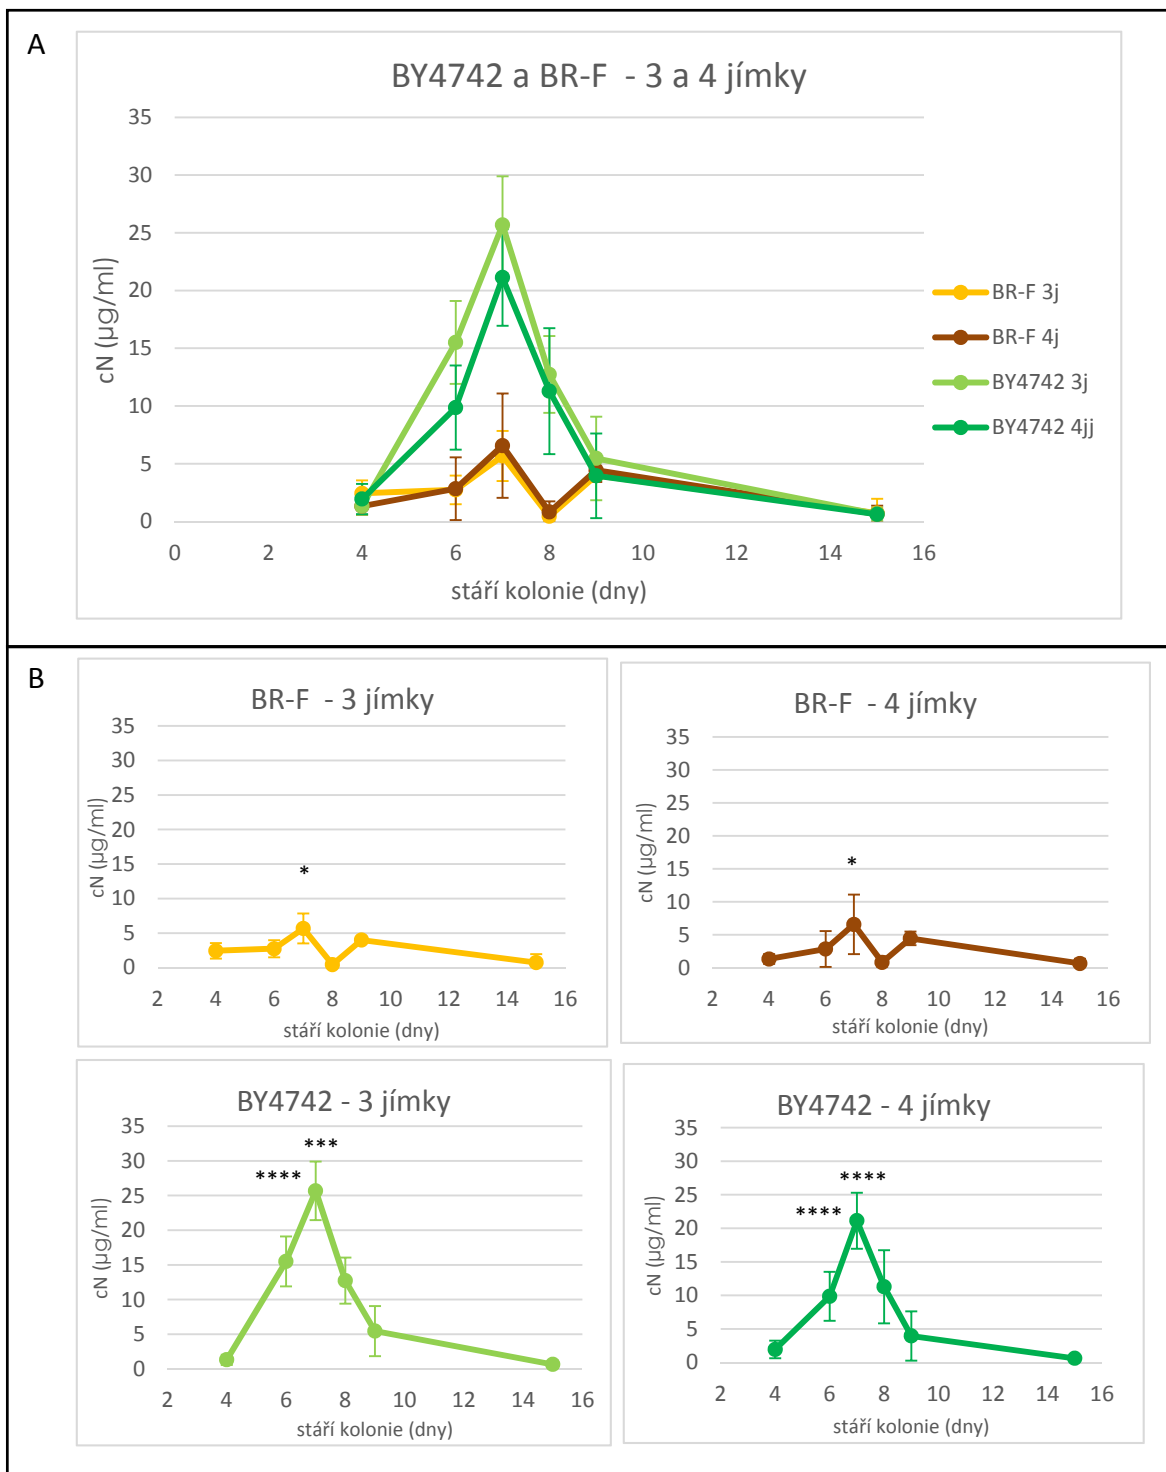 A
BY4742 a BR-F - 3 a 4 jímky
35
30
25
20
15
10
5
0
cN (µg/ml)
0 2 4 6 8 10 12 14 16
stáří kolonie (dny)
BR-F 3j
BR-F 4j
BY4742 3j
BY4742 4jj
B
BR-F - 3 jímky
35
30
25
20
15
10
5
0
cN (µg/ml)
*
2 4 6 8 10 12 14 16
stáří kolonie (dny)
BR-F - 4 jímky
35
30
25
20
15
10
5
0
cN (µg/ml)
*
2 4 6 8 10 12 14 16
stáří kolonie (dny)
BY4742 - 3 jímky
35
30
25
20
15
10
5
0
cN (µg/ml)
***
****
2 4 6 8 10 12 14 16
stáří kolonie (dny)
BY4742 - 4 jímky
35
30
25
20
15
10
5
0
cN (µg/ml)
****
****
2 4 6 8 10 12 14 16
stáří kolonie (dny)